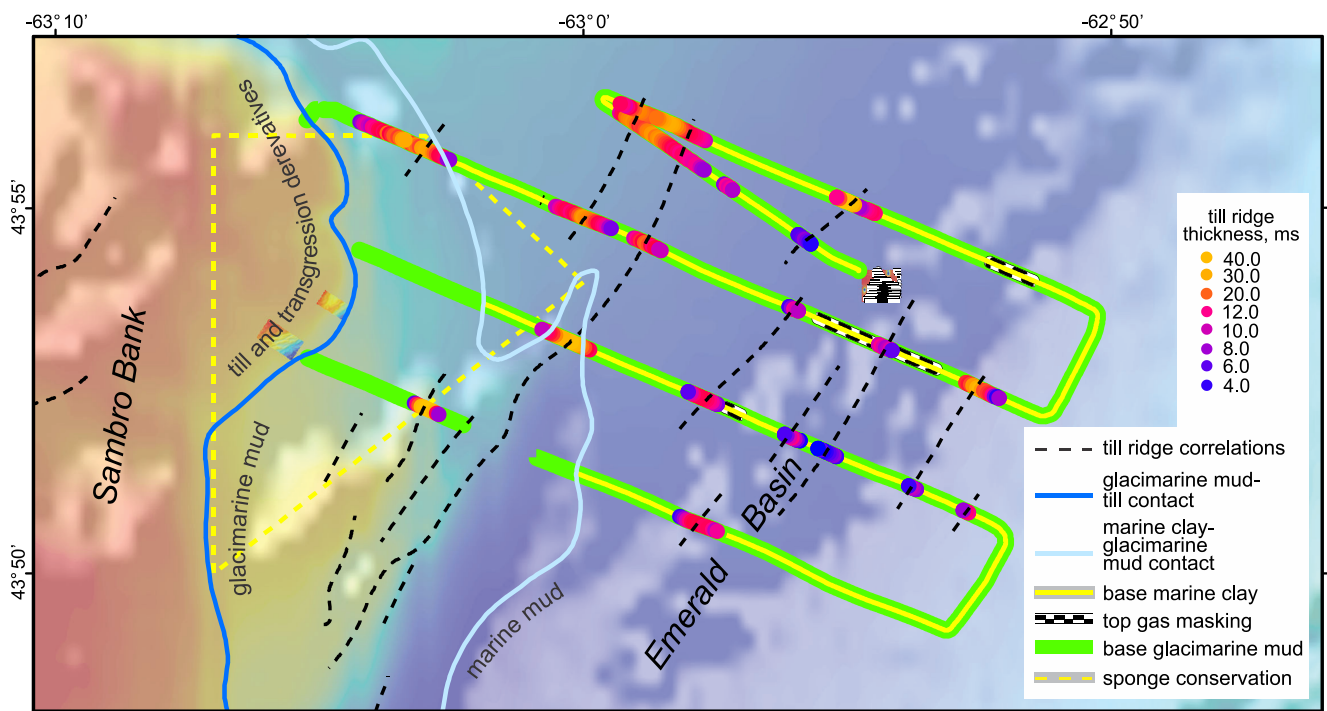 -63°10'
-63°0'
-62°50'
43°55'
43°50'
till and transgression derevatives
Sambro Bank
glacimarine mud
marine mud
Emerald Basin
till ridge
thickness, ms
40.0
30.0
20.0
12.0
10.0
8.0
6.0
4.0
till ridge correlations
glacimarine mud-
till contact
marine clay-
glacimarine
mud contact
base marine clay
top gas masking
base glacimarine mud
sponge conservation